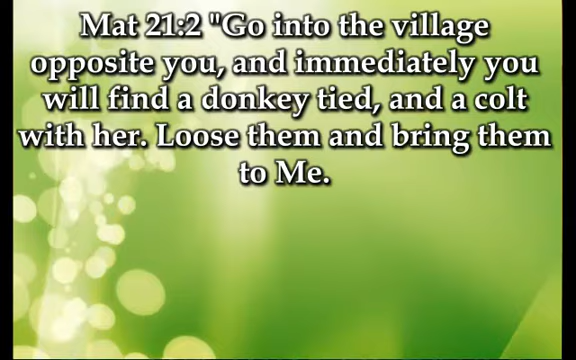 Mat 21:2 "Go into the village
opposite you, and immediately you
will find a donkey tied, and a colt
with her. Loose them and bring them
to Me.